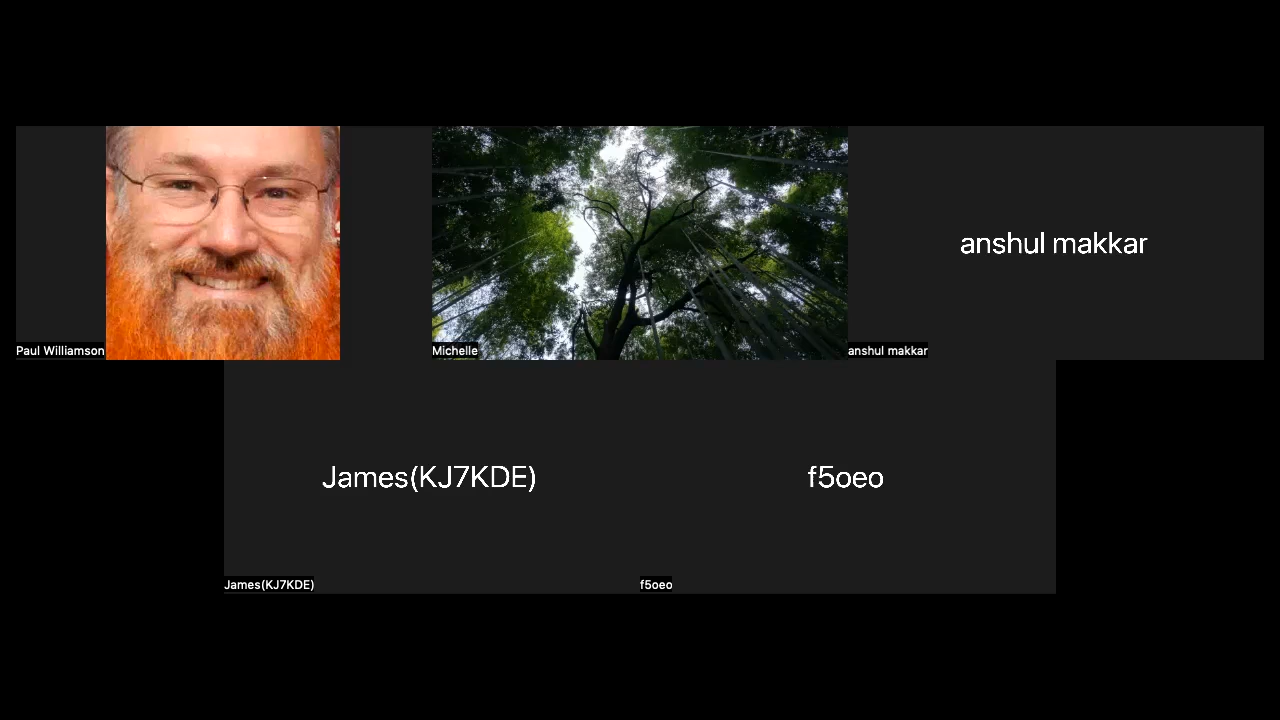 anshul makkar
Paul Williamson
Michelle
anshul makkar
James(KJ7KDE)
f5oeo
James(KJ7KDE)
f5oeo